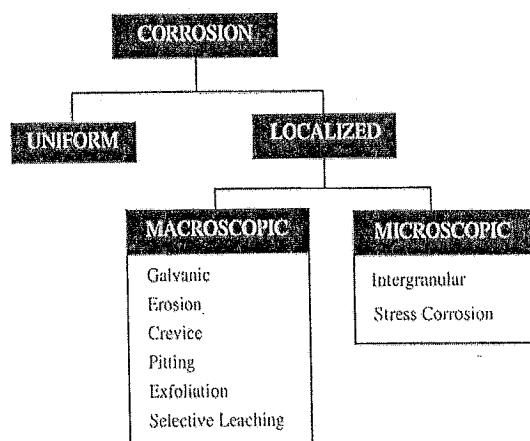 CORROSION
UNIFORM
LOCALIZED
MACROSCOPIC
Galvanic
Erosion
Crevice
Pitting
Exfoliation
Selective Leaching
MICROSCOPIC
Intergranular
Stress Corrosion